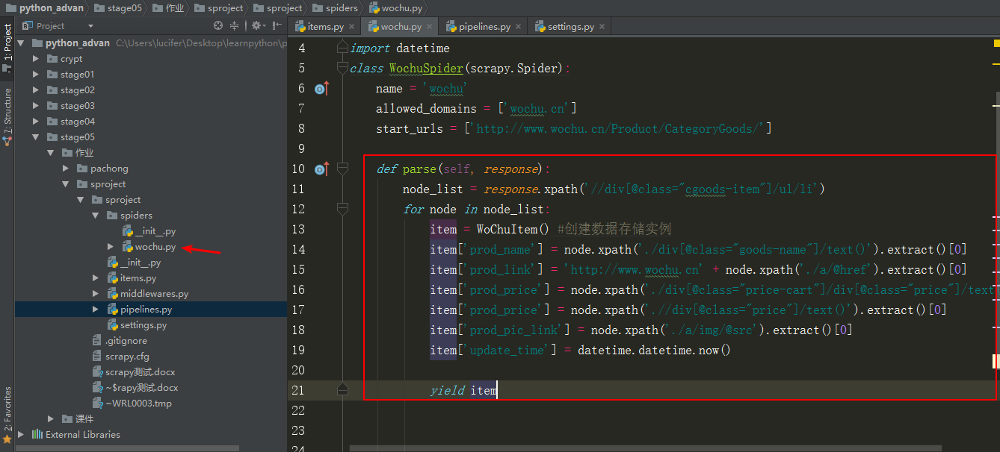 python_advan stage05 作业 sproject sproject spiders wochu.py
Project
items.py wochu.py pipelines.py settings.py
1: Project
7: Structure
2: Favorites
python_advan C:\Users\lucifer\Desktop\learnpython\p
crypt
stage01
stage02
stage03
stage04
stage05
作业
pachong
sproject
sproject
spiders
__init__.py
wochu.py
__init__.py
items.py
middlewares.py
pipelines.py
settings.py
.gitignore
scrapy.cfg
scrapy测试.docx
~$rapy测试.docx
~WRL0003.tmp
课件
External Libraries
4 import datetime
5 class WochuSpider(scrapy.Spider):
6 name = 'wochu'
7 allowed_domains = ['wochu.cn']
8 start_urls = ['http://www.wochu.cn/Product/CategoryGoods/']
9
10 def parse(self, response):
11 node_list = response.xpath('//div[@class="cgoods-item"]/ul/li')
12 for node in node_list:
13 item = WoChuItem() #创建数据存储实例
14 item['prod_name'] = node.xpath('./div[@class="goods-name"]/text()').extract()[0]
15 item['prod_link'] = 'http://www.wochu.cn' + node.xpath('./a/@href').extract()[0]
16 item['prod_price'] = node.xpath('./div[@class="price-cart"]/div[@class="price"]/text
17 item['prod_price'] = node.xpath('.//div[@class="price"]/text()').extract()[0]
18 item['prod_pic_link'] = node.xpath('./a/img/@src').extract()[0]
19 item['update_time'] = datetime.datetime.now()
20
21 yield item
22
23
24